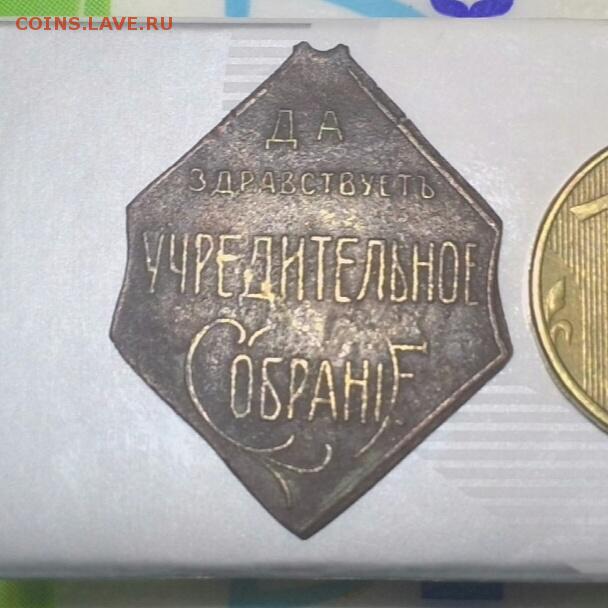 COINS.LAVE.RU
ДА
ЗДРАВСТВУЕТЪ
УЧРЕДИТЕЛЬНОЕ
СОБРАНІЕ